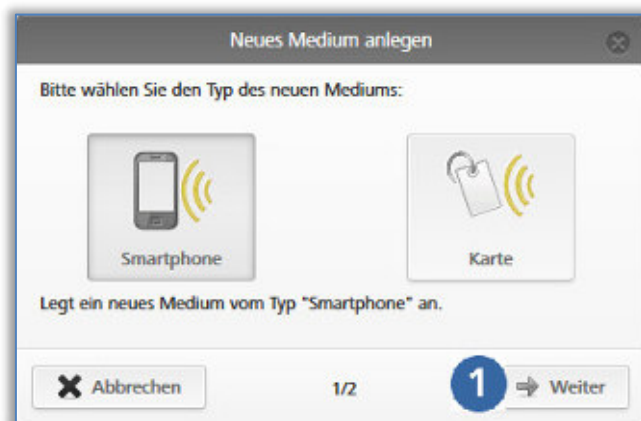 Neues Medium anlegen
Bitte wählen Sie den Typ des neuen Mediums:
Smartphone
Karte
Legt ein neues Medium vom Typ "Smartphone" an.
Abbrechen
1/2
1
Weiter